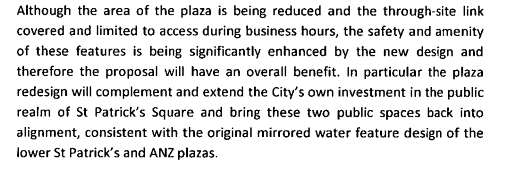 Although the area of the plaza is being reduced and the through-site link
covered and limited to access during business hours, the safety and amenity
of these features is being significantly enhanced by the new design and
therefore the proposal will have an overall benefit. In particular the plaza
redesign will complement and extend the City's own investment in the public
realm of St Patrick's Square and bring these two public spaces back into
alignment, consistent with the original mirrored water feature design of the
lower St Patrick's and ANZ plazas.